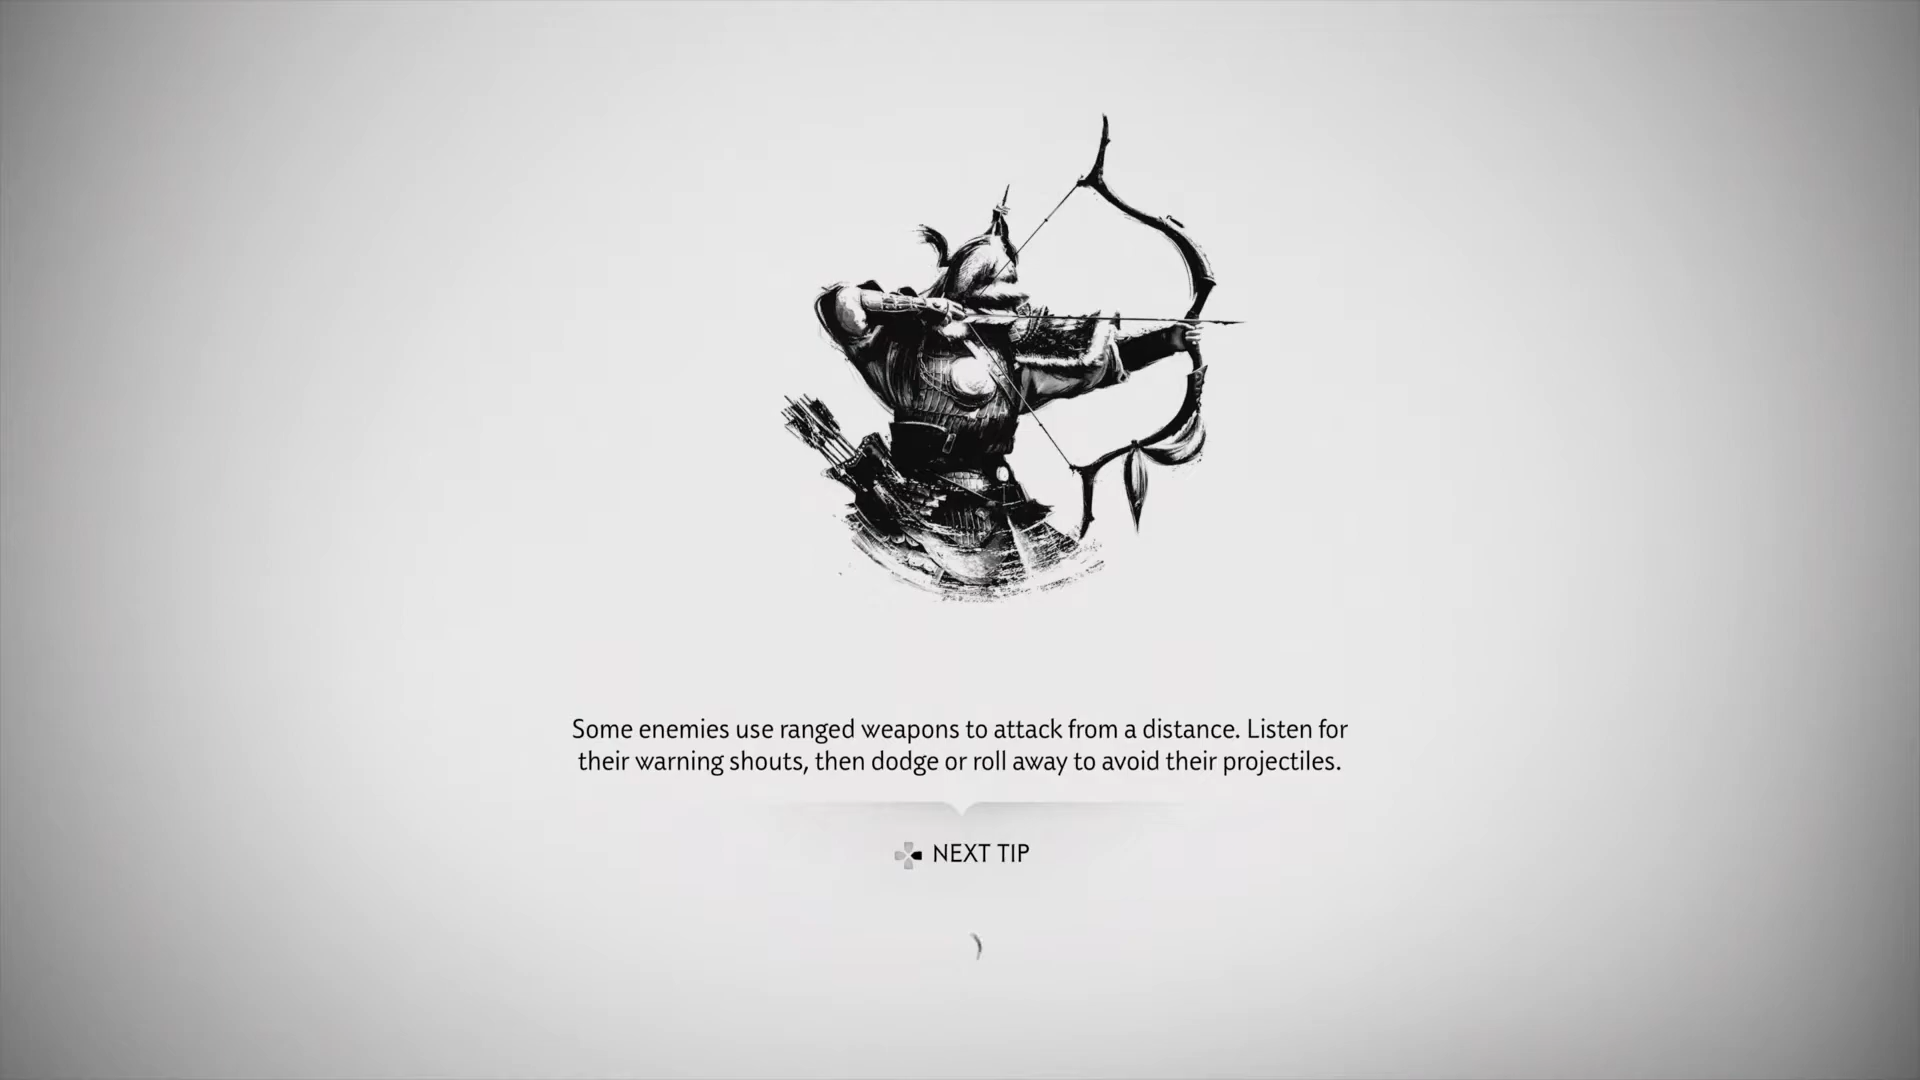 Some enemies use ranged weapons to attack from a distance. Listen for
their warning shouts, then dodge or roll away to avoid their projectiles.
NEXT TIP